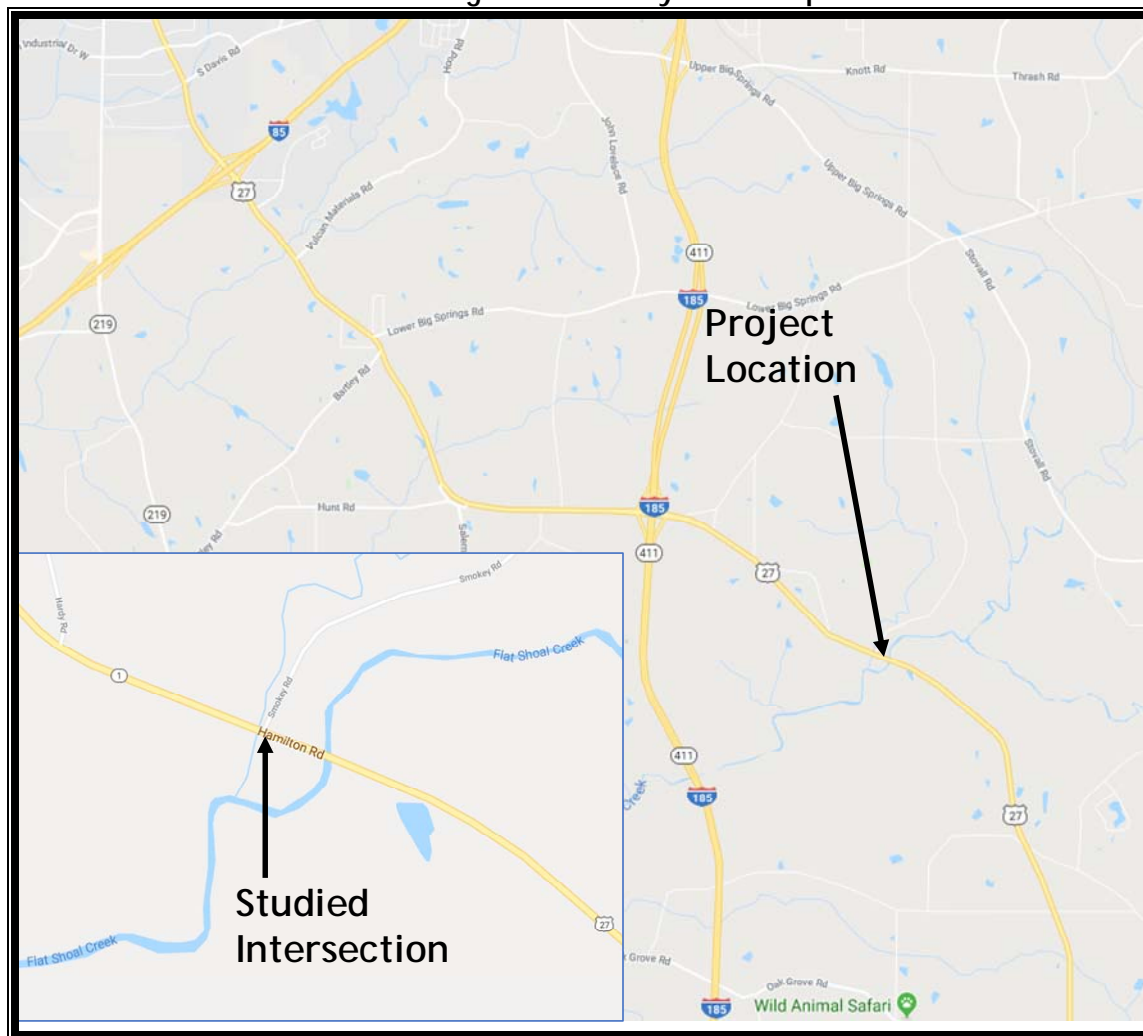 Industrial Dr W
S Davis Rd
Hood Rd
Upper Big Springs Rd
Knott Rd
Thrash Rd
85
27
John Lovelace Rd
Vulcan Materials Rd
Upper Big Springs Rd
411
Stovall Rd
185
Lower Big Springs Rd
219
Lower Big Springs Rd
Project
Location
Bartley Rd
Stovall Rd
Hunt Rd
185
219
411
27
Smokey Rd
Hardy Rd
Flat Shoal Creek
1
Smokey Rd
Hamilton Rd
411
185
Creek
27
Studied
Intersection
27
Flat Shoal Creek
Grove Rd
Oak Grove Rd
185
Wild Animal Safari